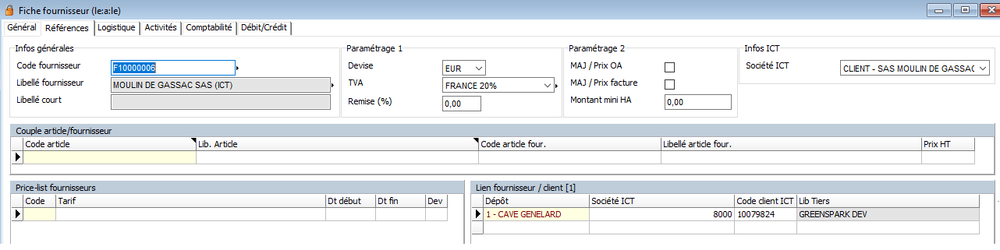 Fiche fournisseur (le:a:le)
Général Références Logistique Activités Comptabilité Débit/Crédit
Infos générales
Code fournisseur F10000006
Libellé fournisseur MOULIN DE GASSAC SAS (ICT)
Libellé court
Paramétrage 1
Devise EUR
TVA FRANCE 20%
Remise (%) 0,00
Paramétrage 2
MAJ / Prix OA
MAJ / Prix facture
Montant mini HA 0,00
Infos ICT
Société ICT CLIENT - SAS MOULIN DE GASSAC
Couple article/fournisseur
Code article Lib. Article Code article four. Libellé article four. Prix HT
Price-list fournisseurs
Code Tarif Dt début Dt fin Dev
Lien fournisseur / client [1]
Dépôt Société ICT Code client ICT Lib Tiers
1 - CAVE GENELARD 8000 10079824 GREENSPARK DEV